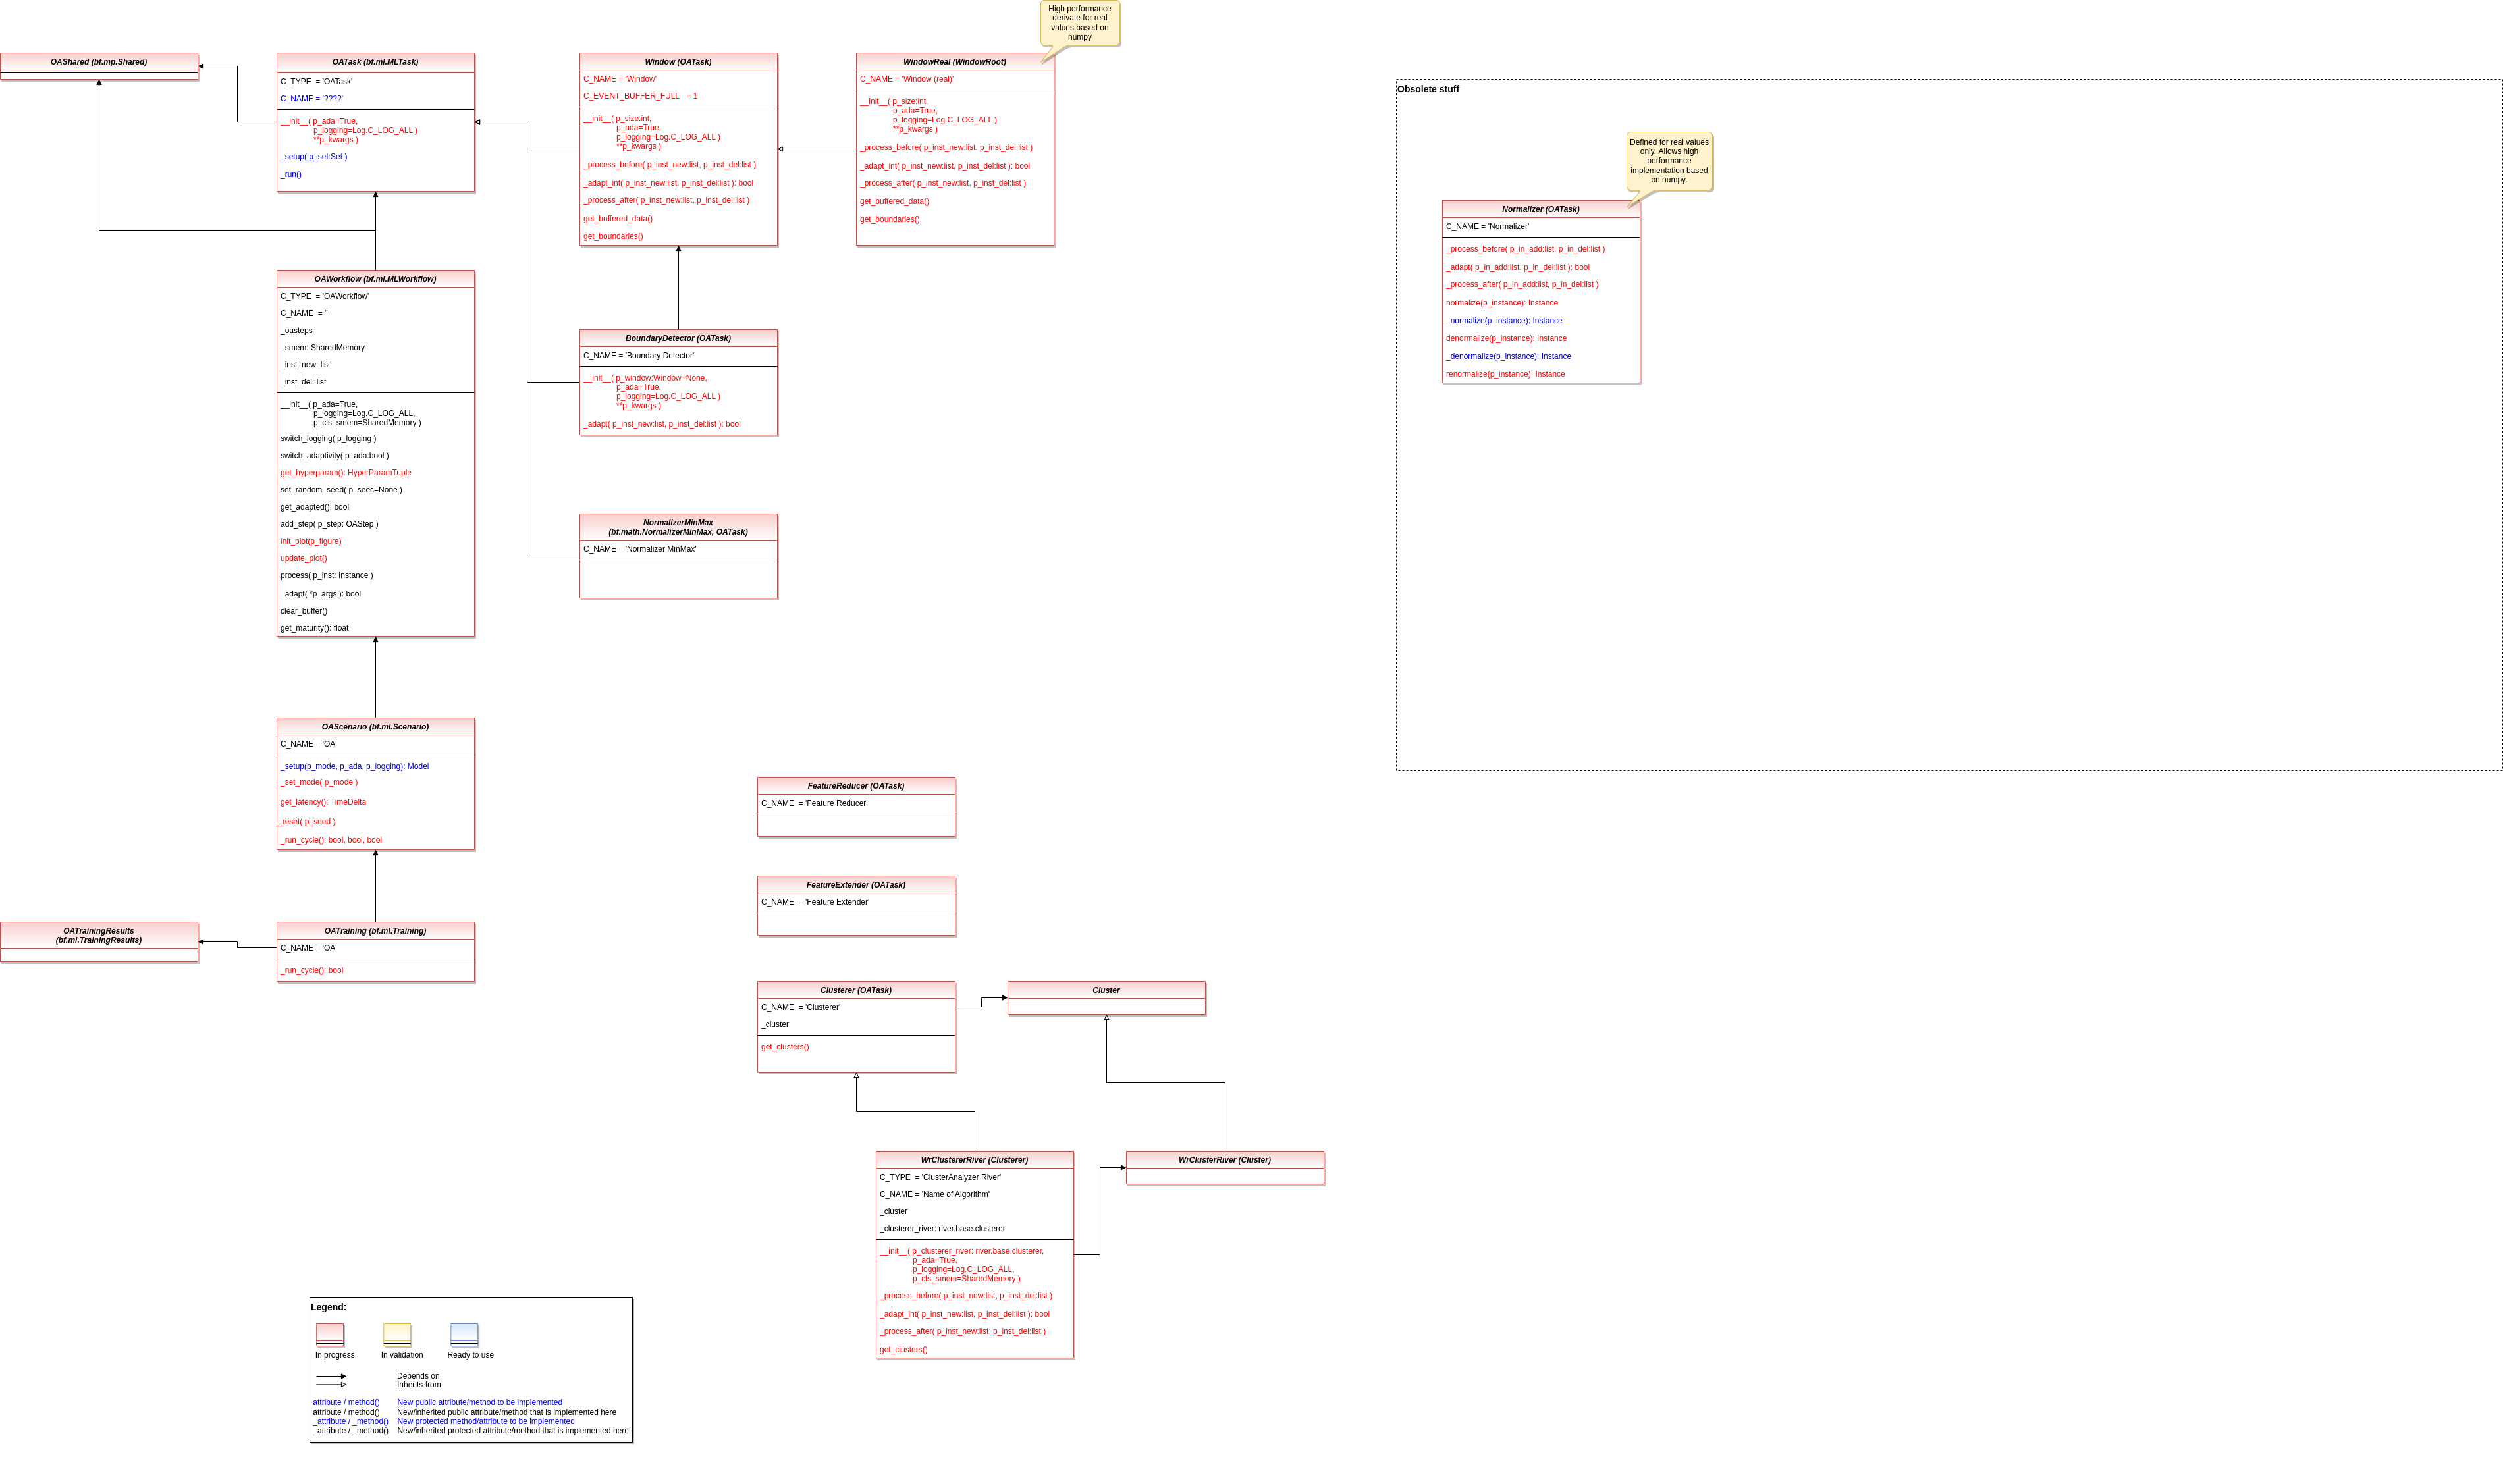 High performance
derivate for real
values based on
numpy
OAShared (bf.mp.Shared)
OATask (bf.ml.MLTask)
C_TYPE  = 'OATask'
C_NAME = '????'
__init__( p_ada=True,
p_logging=Log.C_LOG_ALL )
**p_kwargs )
_setup( p_set:Set )
_run()
Window (OATask)
C_NAME = 'Window'
C_EVENT_BUFFER_FULL   = 1
__init__( p_size:int,
p_ada=True,
p_logging=Log.C_LOG_ALL )
**p_kwargs )
_process_before( p_inst_new:list, p_inst_del:list )
_adapt_int( p_inst_new:list, p_inst_del:list ): bool
_process_after( p_inst_new:list, p_inst_del:list )
get_buffered_data()
get_boundaries()
WindowReal (WindowRoot)
C_NAME = 'Window (real)'
__init__( p_size:int,
p_ada=True,
p_logging=Log.C_LOG_ALL )
**p_kwargs )
_process_before( p_inst_new:list, p_inst_del:list )
_adapt_int( p_inst_new:list, p_inst_del:list ): bool
_process_after( p_inst_new:list, p_inst_del:list )
get_buffered_data()
get_boundaries()
Obsolete stuff
Defined for real values
only. Allows high
performance
implementation based
on numpy.
Normalizer (OATask)
C_NAME = 'Normalizer'
_process_before( p_in_add:list, p_in_del:list )
_adapt( p_in_add:list, p_in_del:list ): bool
_process_after( p_in_add:list, p_in_del:list )
normalize(p_instance): Instance
_normalize(p_instance): Instance
denormalize(p_instance): Instance
_denormalize(p_instance): Instance
renormalize(p_instance): Instance
OAWorkflow (bf.ml.MLWorkflow)
C_TYPE  = 'OAWorkflow'
C_NAME  = ''
_oasteps
_smem: SharedMemory
_inst_new: list
_inst_del: list
__init__( p_ada=True,
p_logging=Log.C_LOG_ALL,
p_cls_smem=SharedMemory )
switch_logging( p_logging )
switch_adaptivity( p_ada:bool )
get_hyperparam(): HyperParamTuple
set_random_seed( p_seec=None )
get_adapted(): bool
add_step( p_step: OAStep )
init_plot(p_figure)
update_plot()
process( p_inst: Instance )
_adapt( *p_args ): bool
clear_buffer()
get_maturity(): float
BoundaryDetector (OATask)
C_NAME = 'Boundary Detector'
__init__( p_window:Window=None,
p_ada=True,
p_logging=Log.C_LOG_ALL )
**p_kwargs )
_adapt( p_inst_new:list, p_inst_del:list ): bool
NormalizerMinMax
(bf.math.NormalizerMinMax, OATask)
C_NAME = 'Normalizer MinMax'
OAScenario (bf.ml.Scenario)
C_NAME = 'OA'
_setup(p_mode, p_ada, p_logging): Model
_set_mode( p_mode )
get_latency(): TimeDelta
_reset( p_seed )
_run_cycle(): bool, bool, bool
FeatureReducer (OATask)
C_NAME  = 'Feature Reducer'
FeatureExtender (OATask)
C_NAME  = 'Feature Extender'
OATrainingResults
(bf.ml.TrainingResults)
OATraining (bf.ml.Training)
C_NAME = 'OA'
_run_cycle(): bool
Clusterer (OATask)
C_NAME  = 'Clusterer'
_cluster
get_clusters()
Cluster
WrClustererRiver (Clusterer)
C_TYPE  = 'ClusterAnalyzer River'
C_NAME = 'Name of Algorithm'
_cluster
_clusterer_river: river.base.clusterer
__init__( p_clusterer_river: river.base.clusterer,
p_ada=True,
p_logging=Log.C_LOG_ALL,
p_cls_smem=SharedMemory )
_process_before( p_inst_new:list, p_inst_del:list )
_adapt_int( p_inst_new:list, p_inst_del:list ): bool
_process_after( p_inst_new:list, p_inst_del:list )
get_clusters()
WrClusterRiver (Cluster)
Legend:
In progress
In validation
Ready to use
Depends on
Inherits from
attribute / method()   New public attribute/method to be implemented
attribute / method()   New/inherited public attribute/method that is implemented here
_attribute / _method()   New protected method/attribute to be implemented
_attribute / _method()   New/inherited protected attribute/method that is implemented here